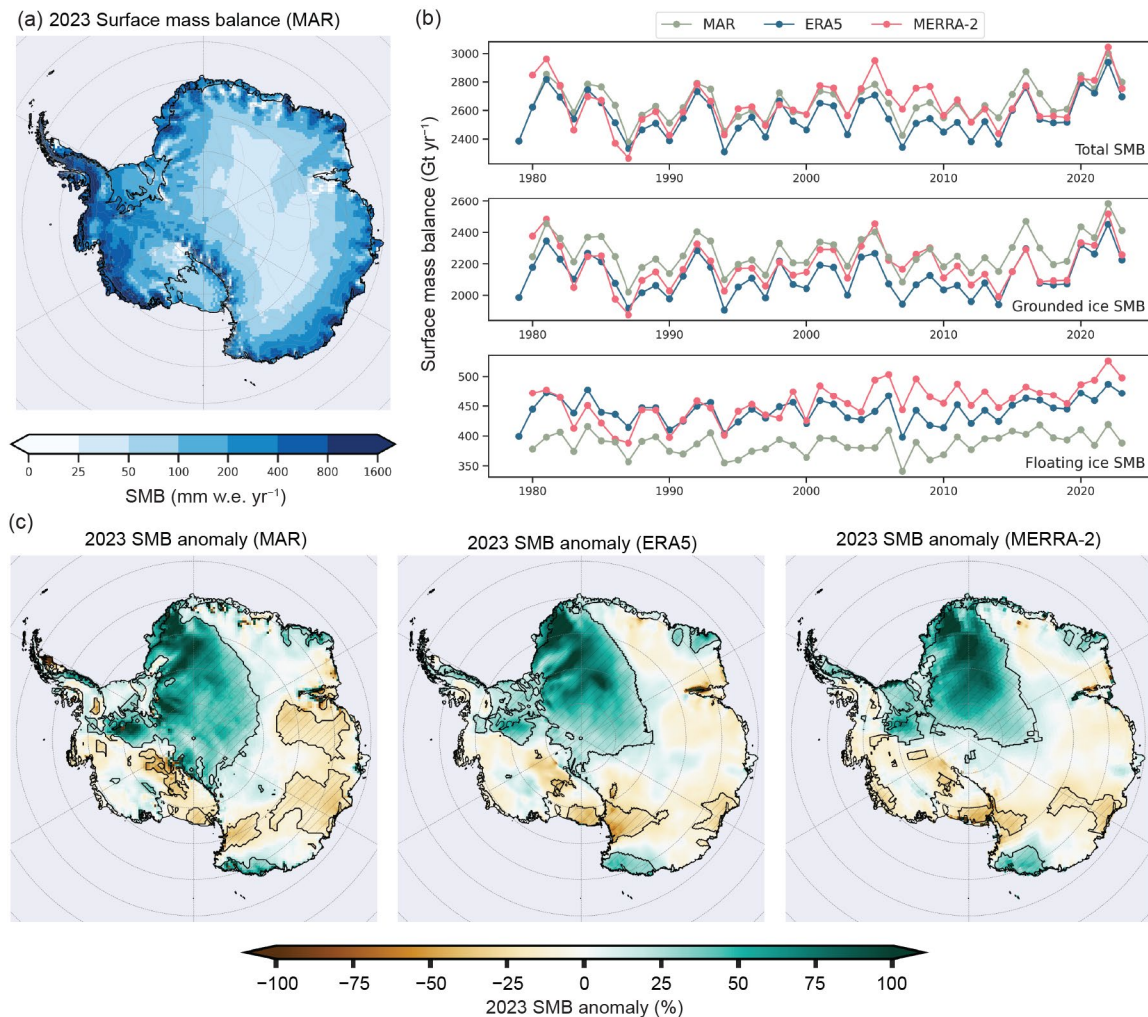 (a) 2023 Surface mass balance (MAR)
0 25 50 100 200 400 800 1600
SMB (mm w.e. yr⁻¹)
(b)
MAR ERA5 MERRA-2
Surface mass balance (Gt yr⁻¹)
3000
2800
2600
2400
Total SMB
1980 1990 2000 2010 2020
2600
2400
2200
2000
Grounded ice SMB
1980 1990 2000 2010 2020
500
450
400
350
Floating ice SMB
1980 1990 2000 2010 2020
(c)
2023 SMB anomaly (MAR)
2023 SMB anomaly (ERA5)
2023 SMB anomaly (MERRA-2)
−100 −75 −50 −25 0 25 50 75 100
2023 SMB anomaly (%)